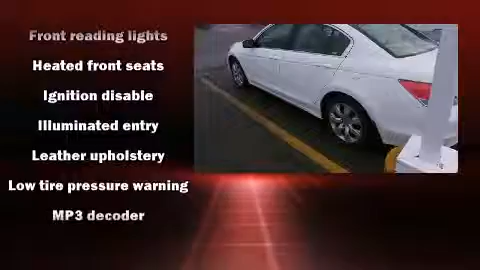 Front reading lights
Heated front seats
Ignition disable
Illuminated entry
Leather upholstery
Low tire pressure warning
MP3 decoder